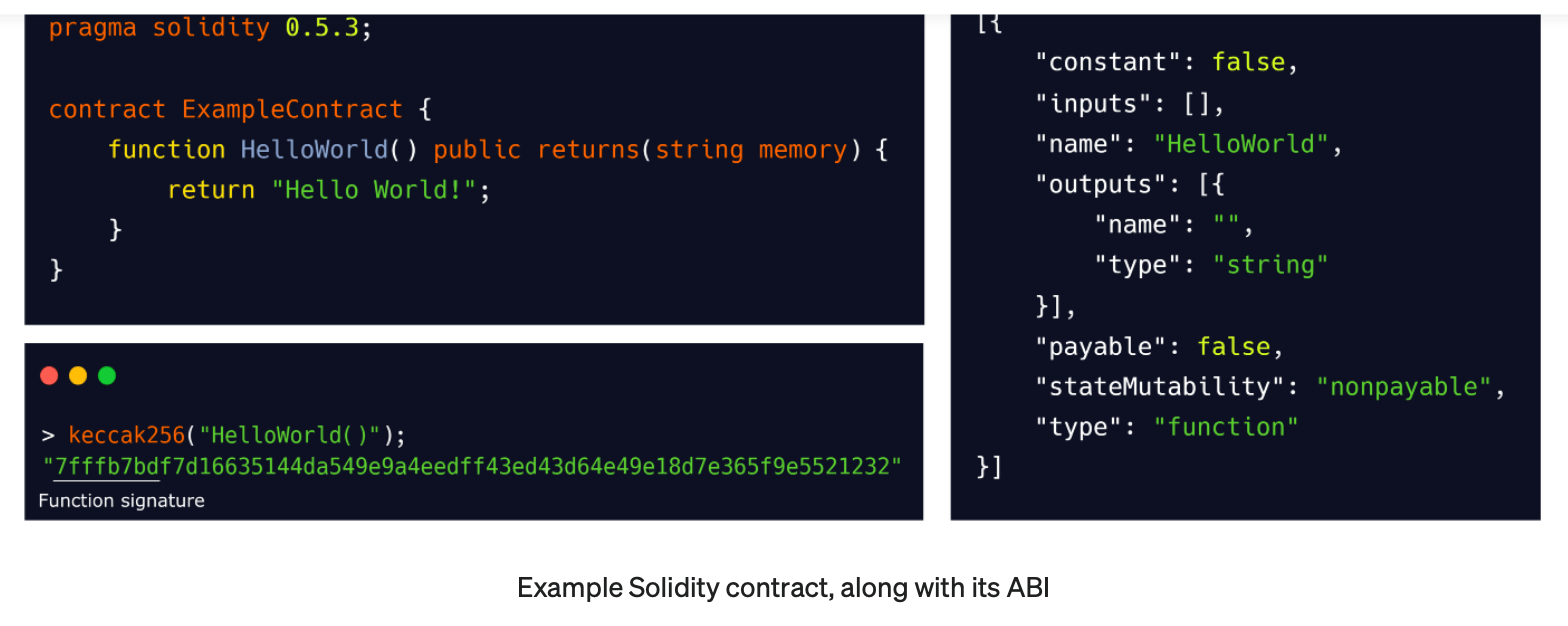 pragma solidity 0.5.3;
contract ExampleContract {
function HelloWorld() public returns(string memory) {
return "Hello World!";
}
}
> keccak256("HelloWorld()");
"7fffb7bdf7d16635144da549e9a4eedff43ed43d64e49e18d7e365f9e5521232"
Function signature
[{
"constant": false,
"inputs": [],
"name": "HelloWorld",
"outputs": [{
"name": "",
"type": "string"
}],
"payable": false,
"stateMutability": "nonpayable",
"type": "function"
}]
Example Solidity contract, along with its ABI